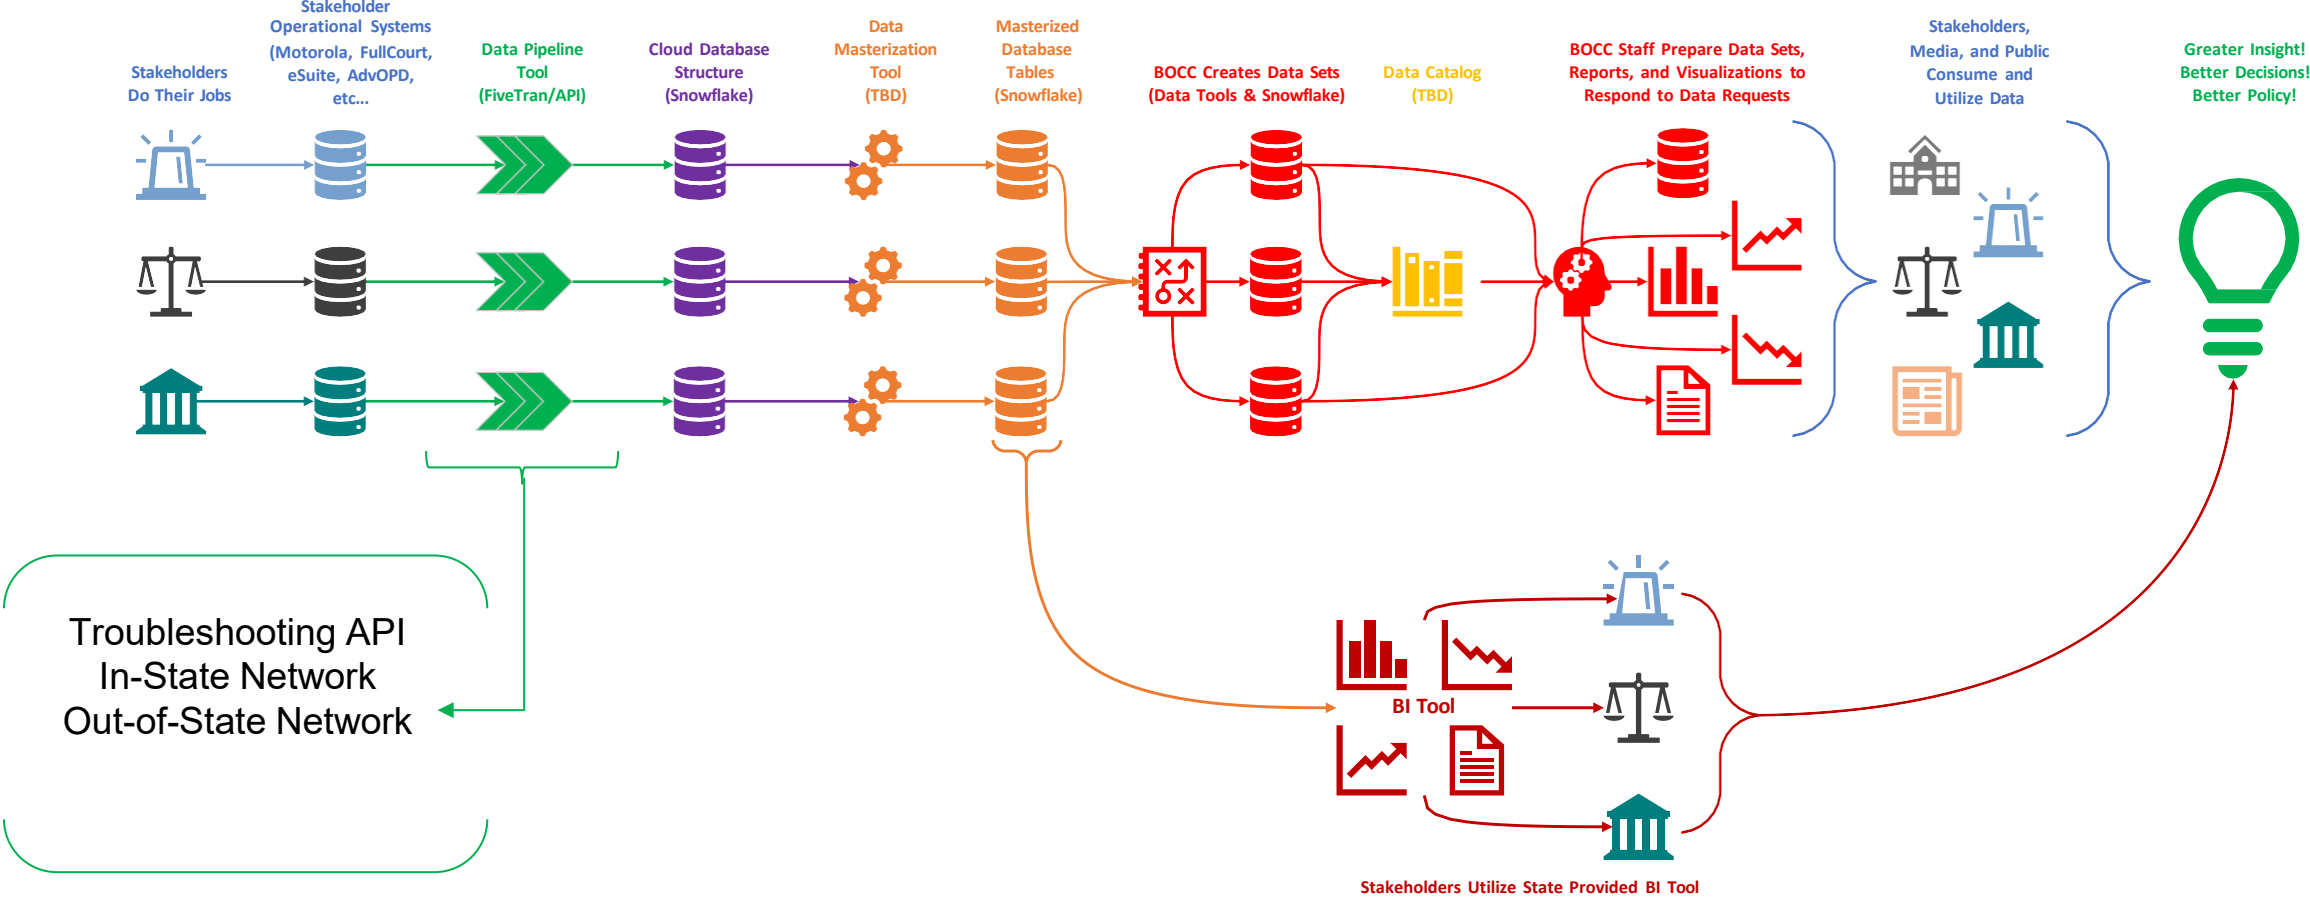 Stakeholders
Do Their Jobs
Stakeholder
Operational Systems
(Motorola, FullCourt,
eSuite, AdvOPD,
etc...
Data Pipeline
Tool
(FiveTran/API)
Cloud Database
Structure
(Snowflake)
Data
Masterization
Tool
(TBD)
Masterized
Database
Tables
(Snowflake)
BOCC Creates Data Sets
(Data Tools & Snowflake)
Data Catalog
(TBD)
BOCC Staff Prepare Data Sets,
Reports, and Visualizations to
Respond to Data Requests
Stakeholders,
Media, and Public
Consume and
Utilize Data
Greater Insight!
Better Decisions!
Better Policy!
Troubleshooting API
In-State Network
Out-of-State Network
BI Tool
Stakeholders Utilize State Provided BI Tool